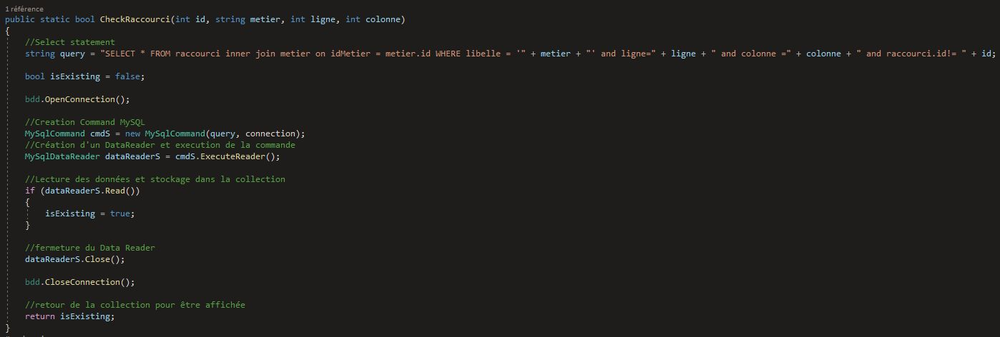 1 référence
public static bool CheckRaccourci(int id, string metier, int ligne, int colonne)
{
//Select statement
string query = "SELECT * FROM raccourci inner join metier on idMetier = metier.id WHERE libelle = '" + metier + "' and ligne=" + ligne + " and colonne =" + colonne + " and raccourci.id!= " + id;
bool isExisting = false;
bdd.OpenConnection();
//Creation Command MySQL
MySqlCommand cmdS = new MySqlCommand(query, connection);
//Création d'un DataReader et execution de la commande
MySqlDataReader dataReaderS = cmdS.ExecuteReader();
//Lecture des données et stockage dans la collection
if (dataReaderS.Read())
{
isExisting = true;
}
//fermeture du Data Reader
dataReaderS.Close();
bdd.CloseConnection();
//retour de la collection pour être affichée
return isExisting;
}